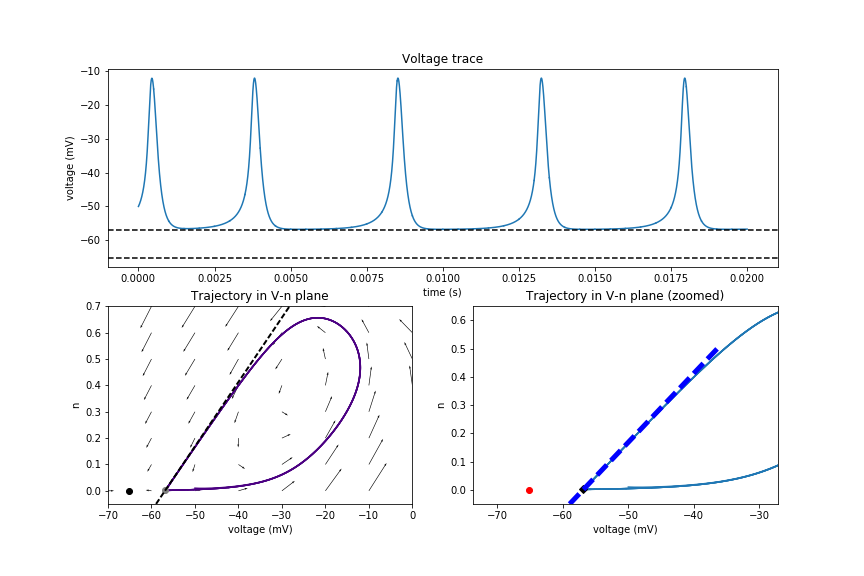 Voltage trace
voltage (mV)
−10
−20
−30
−40
−50
−60
0.0000 0.0025 0.0050 0.0075 0.0100 0.0125 0.0150 0.0175 0.0200
time (s)
Trajectory in V-n plane
n
0.7
0.6
0.5
0.4
0.3
0.2
0.1
0.0
−70 −60 −50 −40 −30 −20 −10 0
voltage (mV)
Trajectory in V-n plane (zoomed)
n
0.6
0.5
0.4
0.3
0.2
0.1
0.0
−70 −60 −50 −40 −30
voltage (mV)